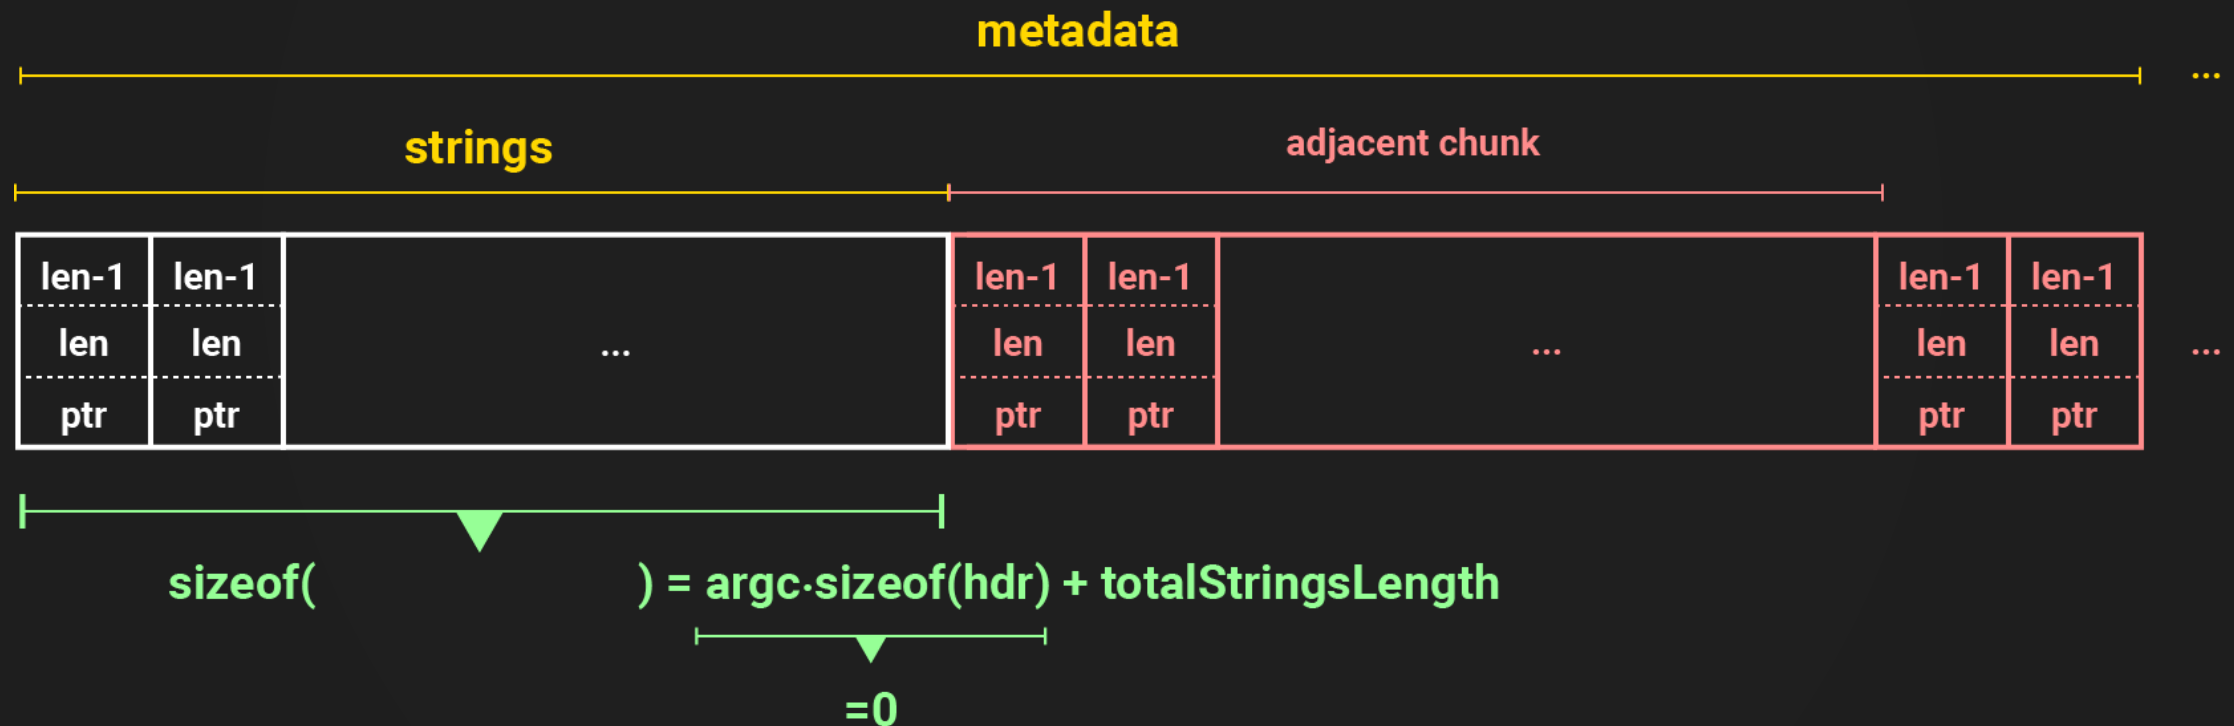 metadata
...
strings
adjacent chunk
len-1 len-1 len-1 len-1 len-1 len-1
len len ... len len ... len len ...
ptr ptr ptr ptr ptr ptr
sizeof( ) = argc·sizeof(hdr) + totalStringsLength
=0